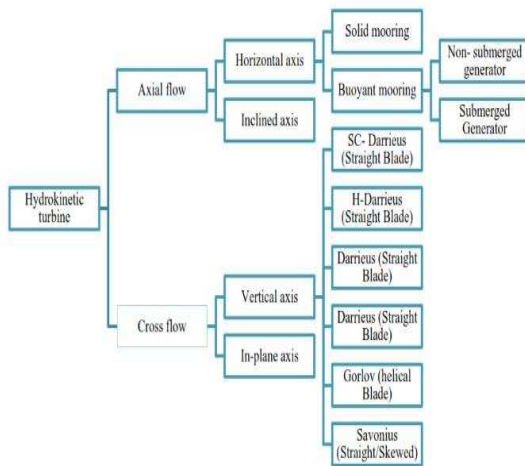 Hydrokinetic
turbine
Axial flow
Cross flow
Horizontal axis
Inclined axis
Vertical axis
In-plane axis
Solid mooring
Buoyant mooring
SC- Darrieus
(Straight Blade)
H-Darrieus
(Straight Blade)
Darrieus (Straight
Blade)
Darrieus (Straight
Blade)
Gorlov (helical
Blade)
Savonius
(Straight/Skewed)
Non- submerged
generator
Submerged
Generator